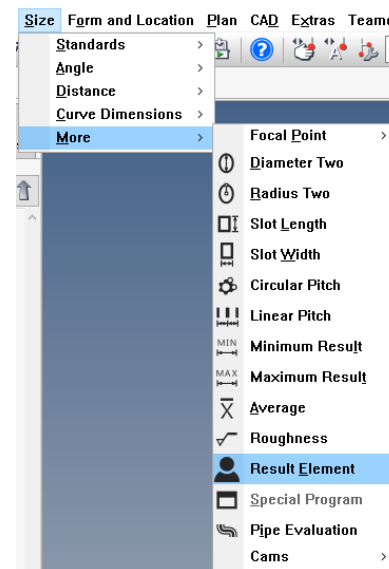 Size Form and Location Plan CAD Extras Teame
Standards
Angle
Distance
Curve Dimensions
More
Focal Point
Diameter Two
Radius Two
Slot Length
Slot Width
Circular Pitch
Linear Pitch
MIN Minimum Result
MAX Maximum Result
X Average
Roughness
Result Element
Special Program
Pipe Evaluation
Cams